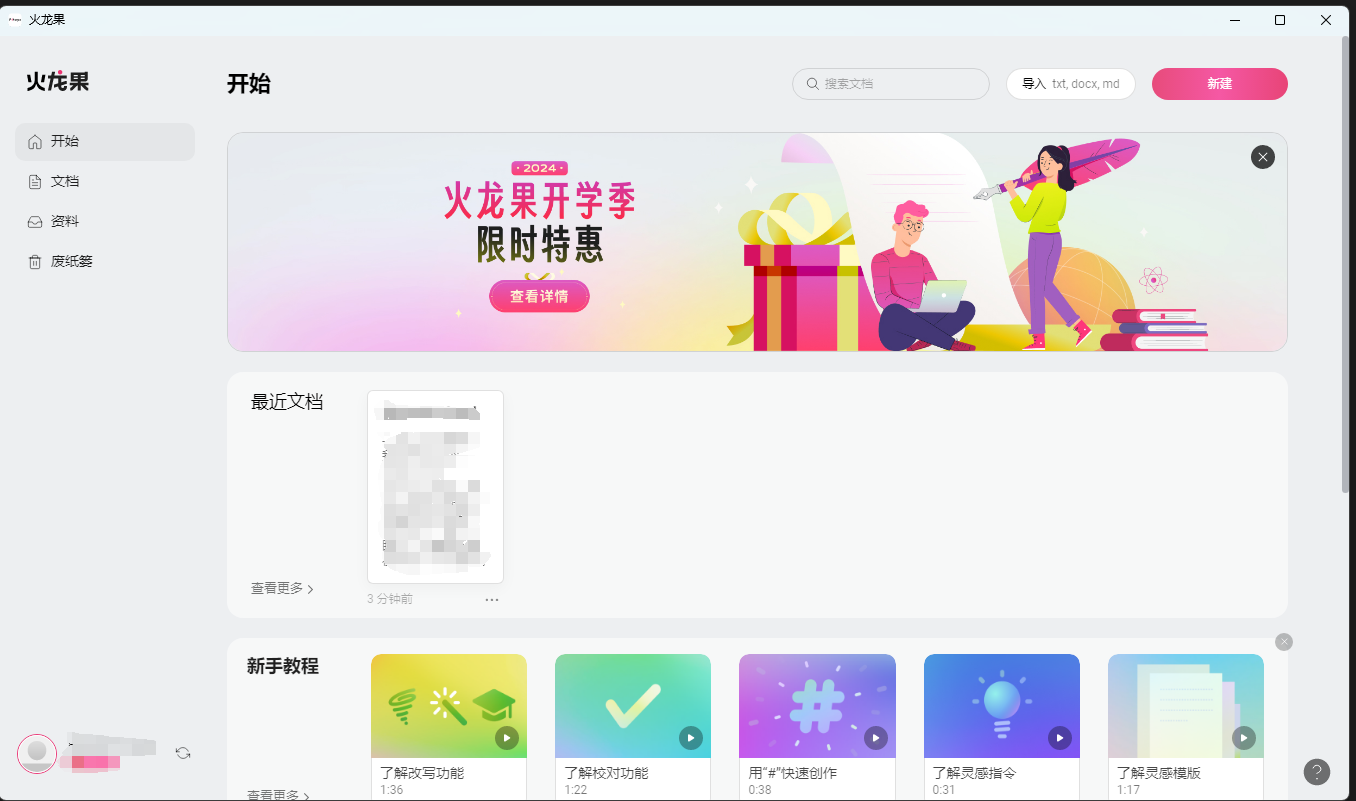 火龙果
火龙果
开始
搜索文档
导入 txt, docx, md
新建
开始
文档
资料
废纸篓
· 2024 ·
火龙果开学季
限时特惠
查看详情
最近文档
查看更多
3 分钟前
新手教程
了解改写功能
1:36
了解校对功能
1:22
用“#”快速创作
0:38
了解灵感指令
0:31
了解灵感模版
1:17
查看更多